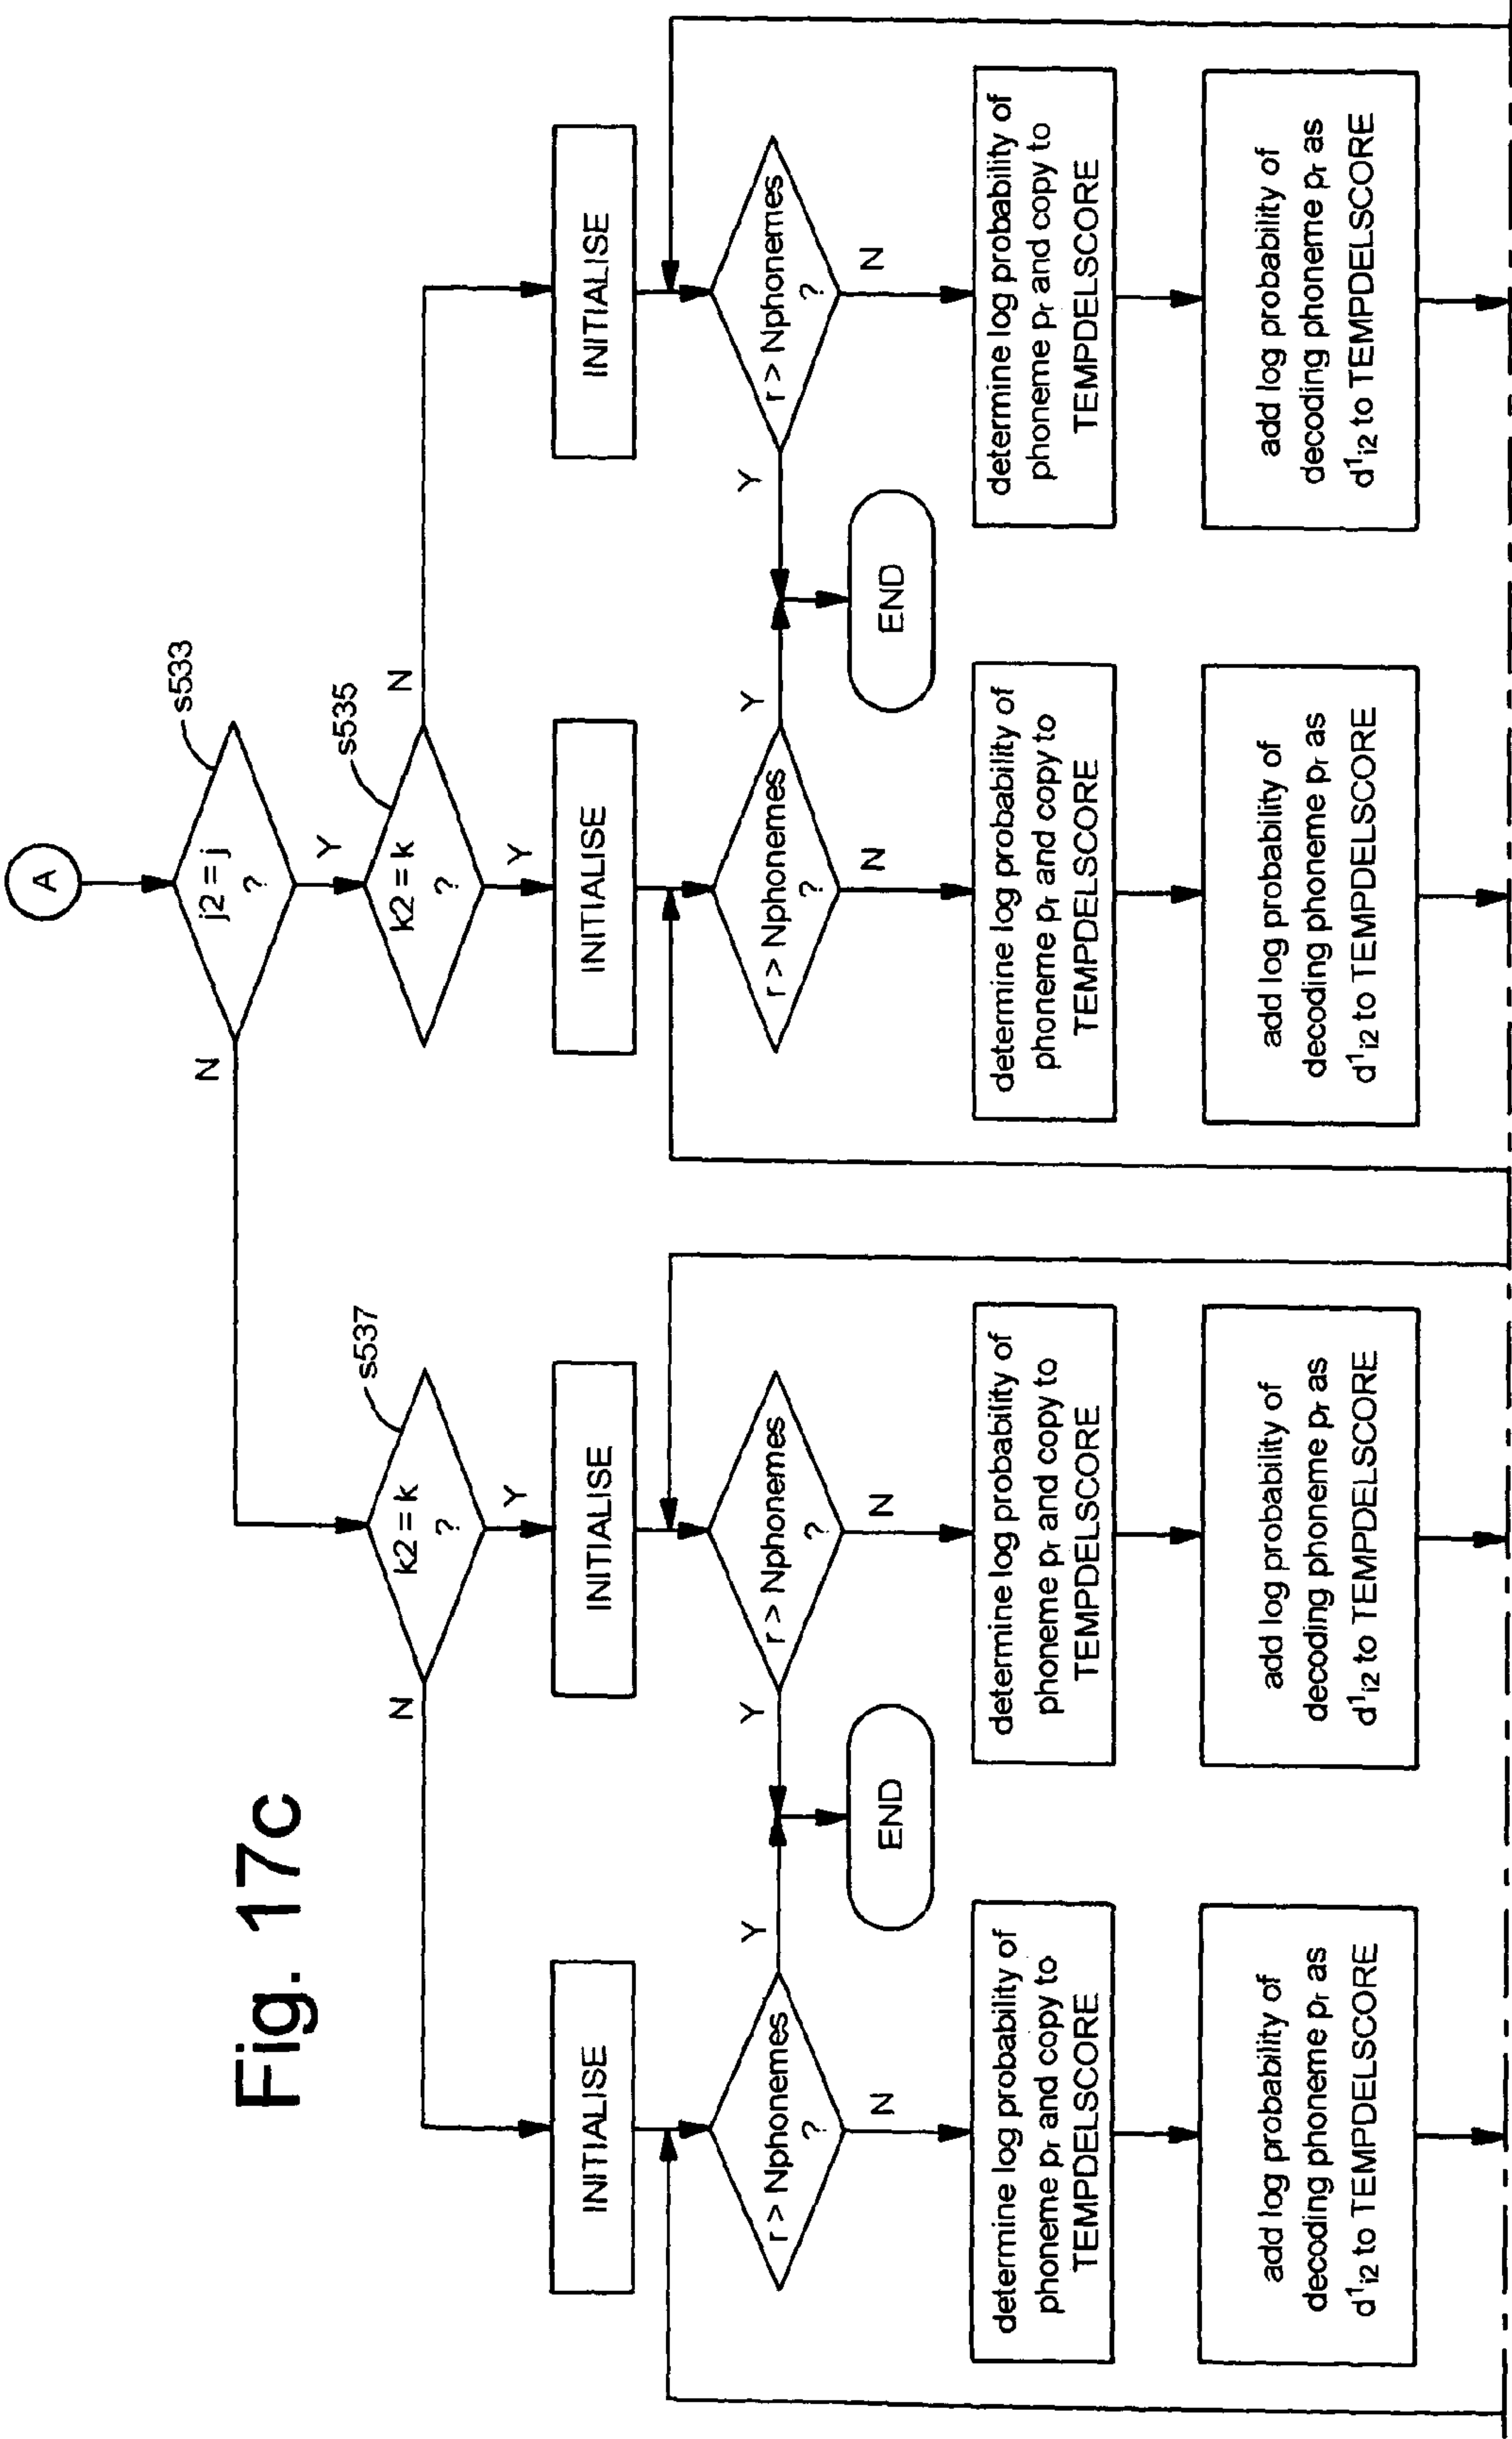 Fig. 17c
A
s533
j2 = j
?
N
Y
s537
k2 = k
?
N
Y
s535
k2 = k
?
Y
N
INITIALISE
INITIALISE
INITIALISE
INITIALISE
r > Nphonemes
?
Y
N
r > Nphonemes
?
Y
N
r > Nphonemes
?
Y
N
r > Nphonemes
?
Y
N
END
END
determine log probability of
phoneme pr and copy to
TEMPDELSCORE
determine log probability of
phoneme pr and copy to
TEMPDELSCORE
determine log probability of
phoneme pr and copy to
TEMPDELSCORE
determine log probability of
phoneme pr and copy to
TEMPDELSCORE
add log probability of
decoding phoneme pr as
d¹i2 to TEMPDELSCORE
add log probability of
decoding phoneme pr as
d¹i2 to TEMPDELSCORE
add log probability of
decoding phoneme pr as
d¹i2 to TEMPDELSCORE
add log probability of
decoding phoneme pr as
d¹i2 to TEMPDELSCORE